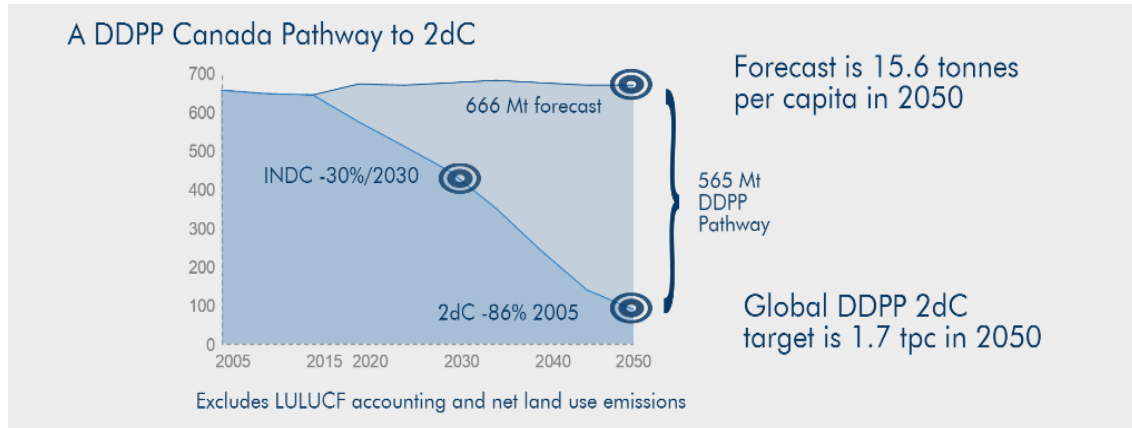 A DDPP Canada Pathway to 2dC
700
600
500
400
300
200
100
0
666 Mt forecast
INDC -30%/2030
2dC -86% 2005
2005
2015
2020
2030
2040
2050
Excludes LULUCF accounting and net land use emissions
Forecast is 15.6 tonnes
per capita in 2050
565 Mt
DDPP
Pathway
Global DDPP 2dC
target is 1.7 tpc in 2050